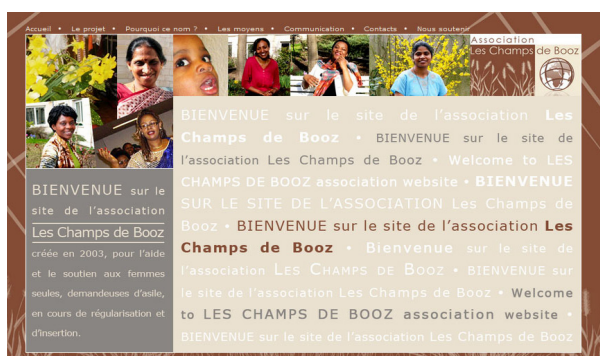 Accueil • Le projet • Pourquoi ce nom ? • Les moyens • Communication • Contacts • Nous soutenir
Association
Les Champs de Booz
BIENVENUE sur le site de l'association Les
Champs de Booz • BIENVENUE sur le site de
l'association Les Champs de Booz • Welcome to LES
CHAMPS DE BOOZ association website • BIENVENUE
SUR LE SITE DE L'ASSOCIATION Les Champs de
Booz • BIENVENUE sur le site de l'association Les
Champs de Booz • Bienvenue sur le site de
l'association LES CHAMPS DE BOOZ • BIENVENUE sur
le site de l'association Les Champs de Booz • Welcome
to LES CHAMPS DE BOOZ association website •
BIENVENUE sur le site de l'association Les Champs de Booz
BIENVENUE sur le
site de l'association
Les Champs de Booz
créée en 2003, pour l'aide
et le soutien aux femmes
seules, demandeuses d'asile,
en cours de régularisation et
d'insertion.